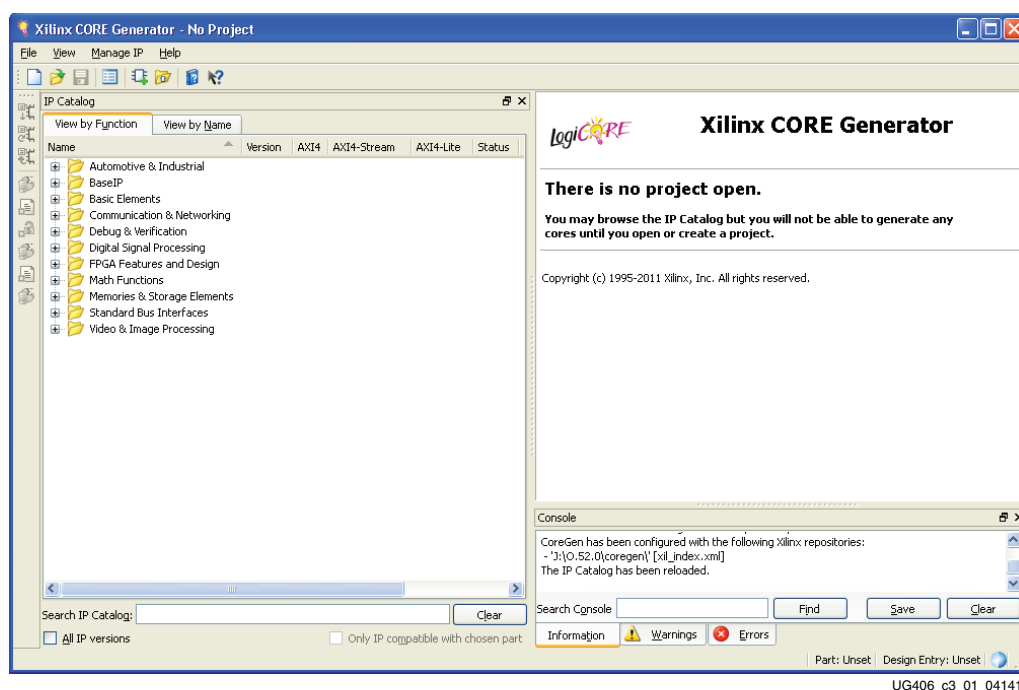 Xilinx CORE Generator - No Project
File View Manage IP Help
IP Catalog
View by Function View by Name
Name Version AXI4 AXI4-Stream AXI4-Lite Status
Automotive & Industrial
BaseIP
Basic Elements
Communication & Networking
Debug & Verification
Digital Signal Processing
FPGA Features and Design
Math Functions
Memories & Storage Elements
Standard Bus Interfaces
Video & Image Processing
Search IP Catalog: Clear
All IP versions Only IP compatible with chosen part
logiCORE Xilinx CORE Generator
There is no project open.
You may browse the IP Catalog but you will not be able to generate any
cores until you open or create a project.
Copyright (c) 1995-2011 Xilinx, Inc. All rights reserved.
Console
CoreGen has been configured with the following Xilinx repositories:
- 'J:\O.52.0\coregen\' [xil_index.xml]
The IP Catalog has been reloaded.
Search Console Find Save Clear
Information Warnings Errors
Part: Unset Design Entry: Unset
UG406_c3_01_04141